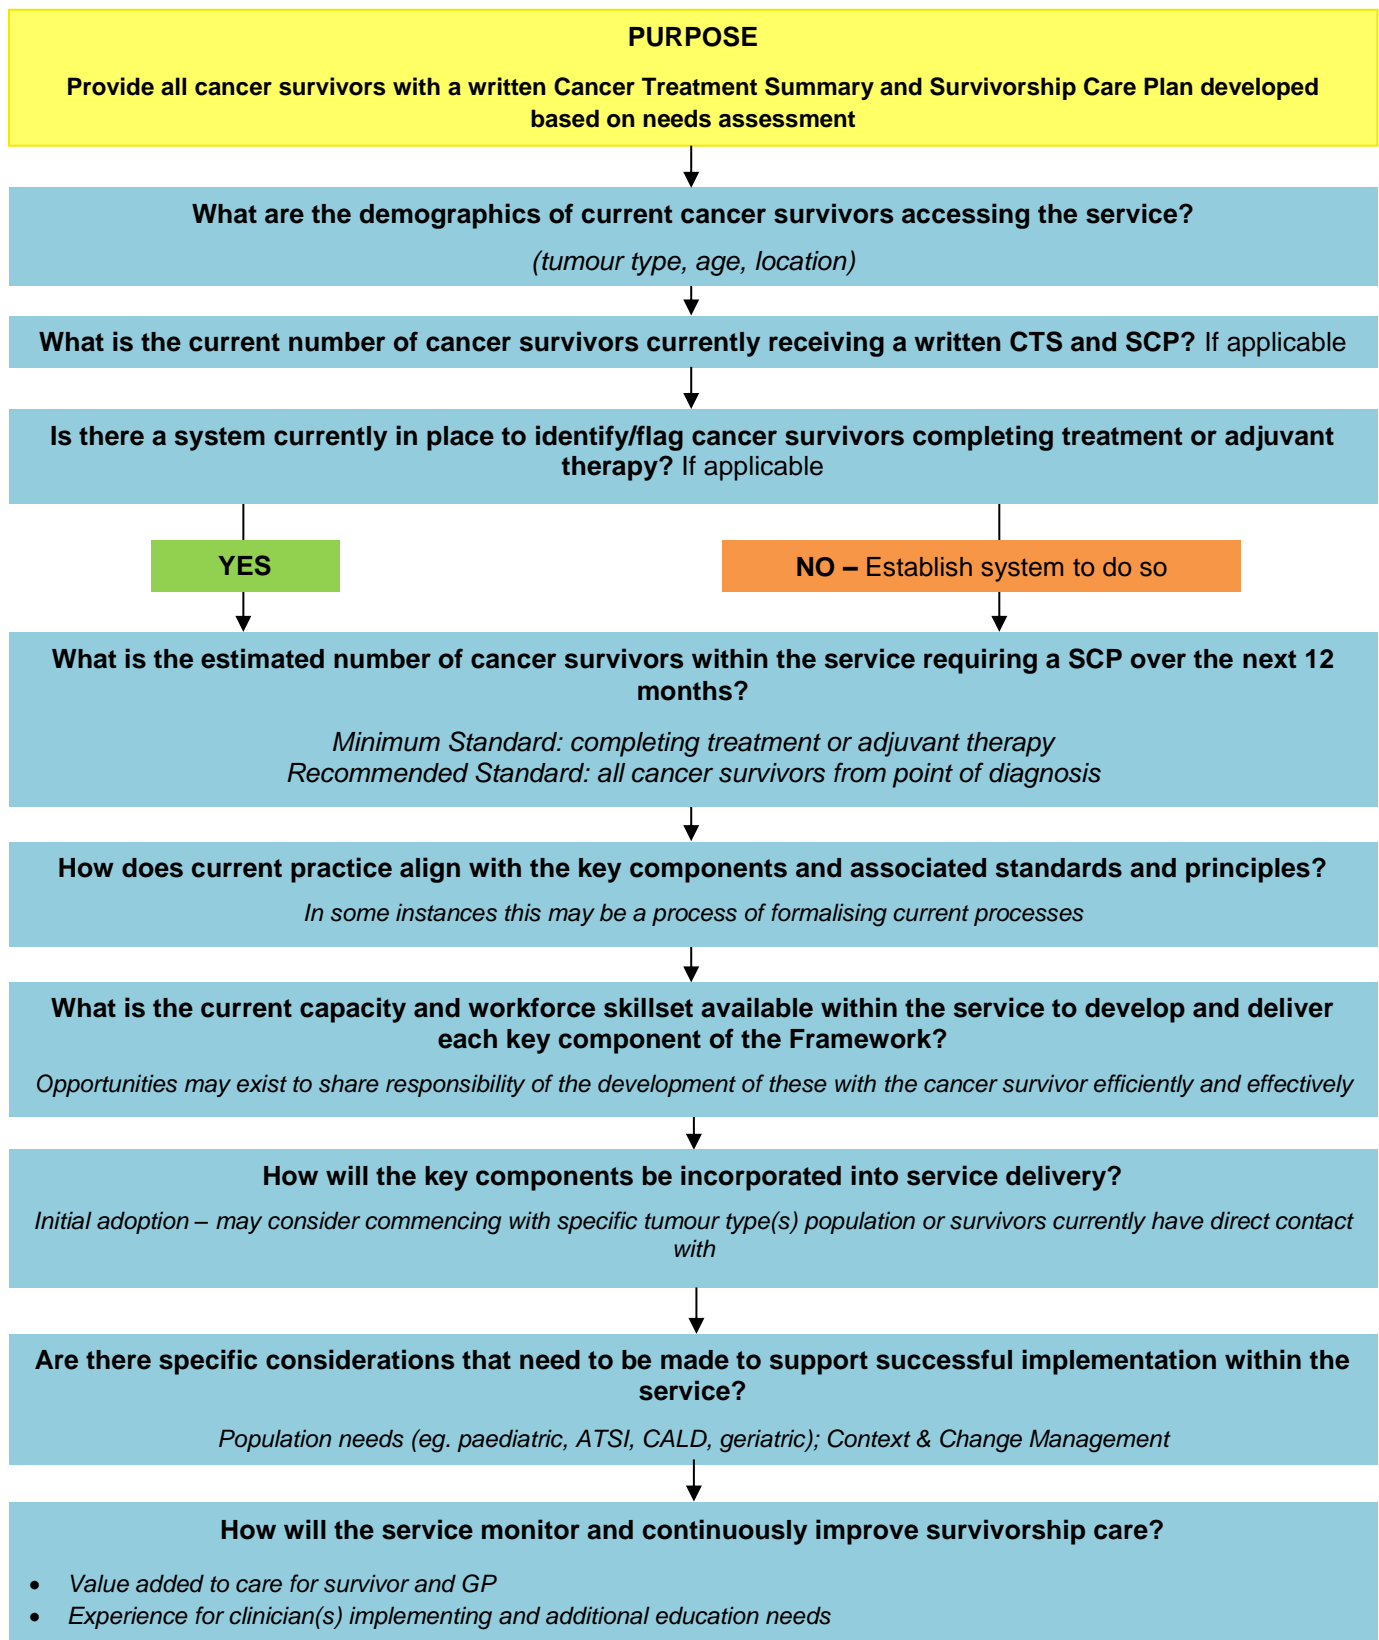 PURPOSE
Provide all cancer survivors with a written Cancer Treatment Summary and Survivorship Care Plan developed
based on needs assessment
What are the demographics of current cancer survivors accessing the service?
(tumour type, age, location)
What is the current number of cancer survivors currently receiving a written CTS and SCP? If applicable
Is there a system currently in place to identify/flag cancer survivors completing treatment or adjuvant
therapy? If applicable
YES
NO – Establish system to do so
What is the estimated number of cancer survivors within the service requiring a SCP over the next 12
months?
Minimum Standard: completing treatment or adjuvant therapy
Recommended Standard: all cancer survivors from point of diagnosis
How does current practice align with the key components and associated standards and principles?
In some instances this may be a process of formalising current processes
What is the current capacity and workforce skillset available within the service to develop and deliver
each key component of the Framework?
Opportunities may exist to share responsibility of the development of these with the cancer survivor efficiently and effectively
How will the key components be incorporated into service delivery?
Initial adoption – may consider commencing with specific tumour type(s) population or survivors currently have direct contact
with
Are there specific considerations that need to be made to support successful implementation within the
service?
Population needs (eg. paediatric, ATSI, CALD, geriatric); Context & Change Management
How will the service monitor and continuously improve survivorship care?
• Value added to care for survivor and GP
• Experience for clinician(s) implementing and additional education needs